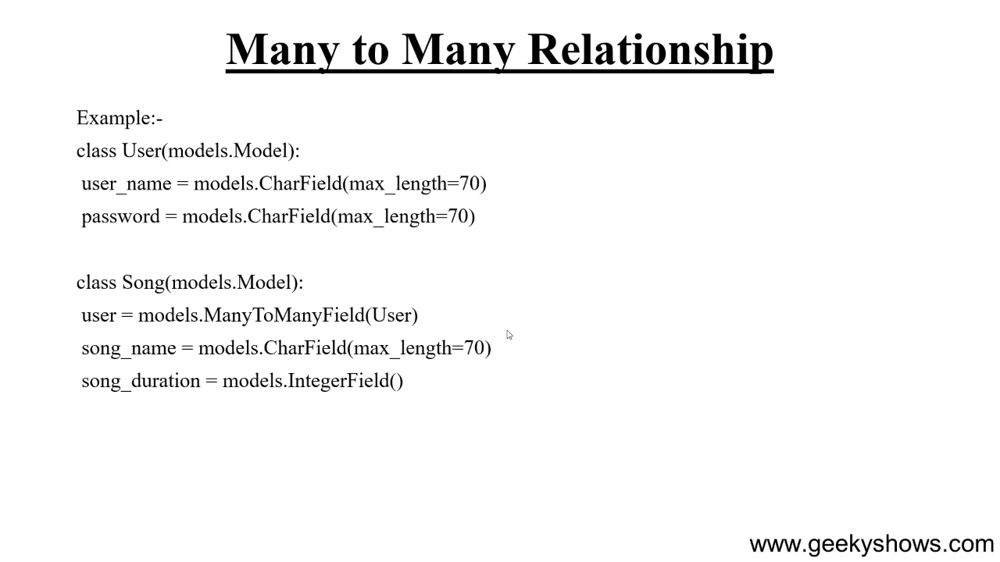 Many to Many Relationship
Example:-
class User(models.Model):
user_name = models.CharField(max_length=70)
password = models.CharField(max_length=70)
class Song(models.Model):
user = models.ManyToManyField(User)
song_name = models.CharField(max_length=70)
song_duration = models.IntegerField()
www.geekyshows.com